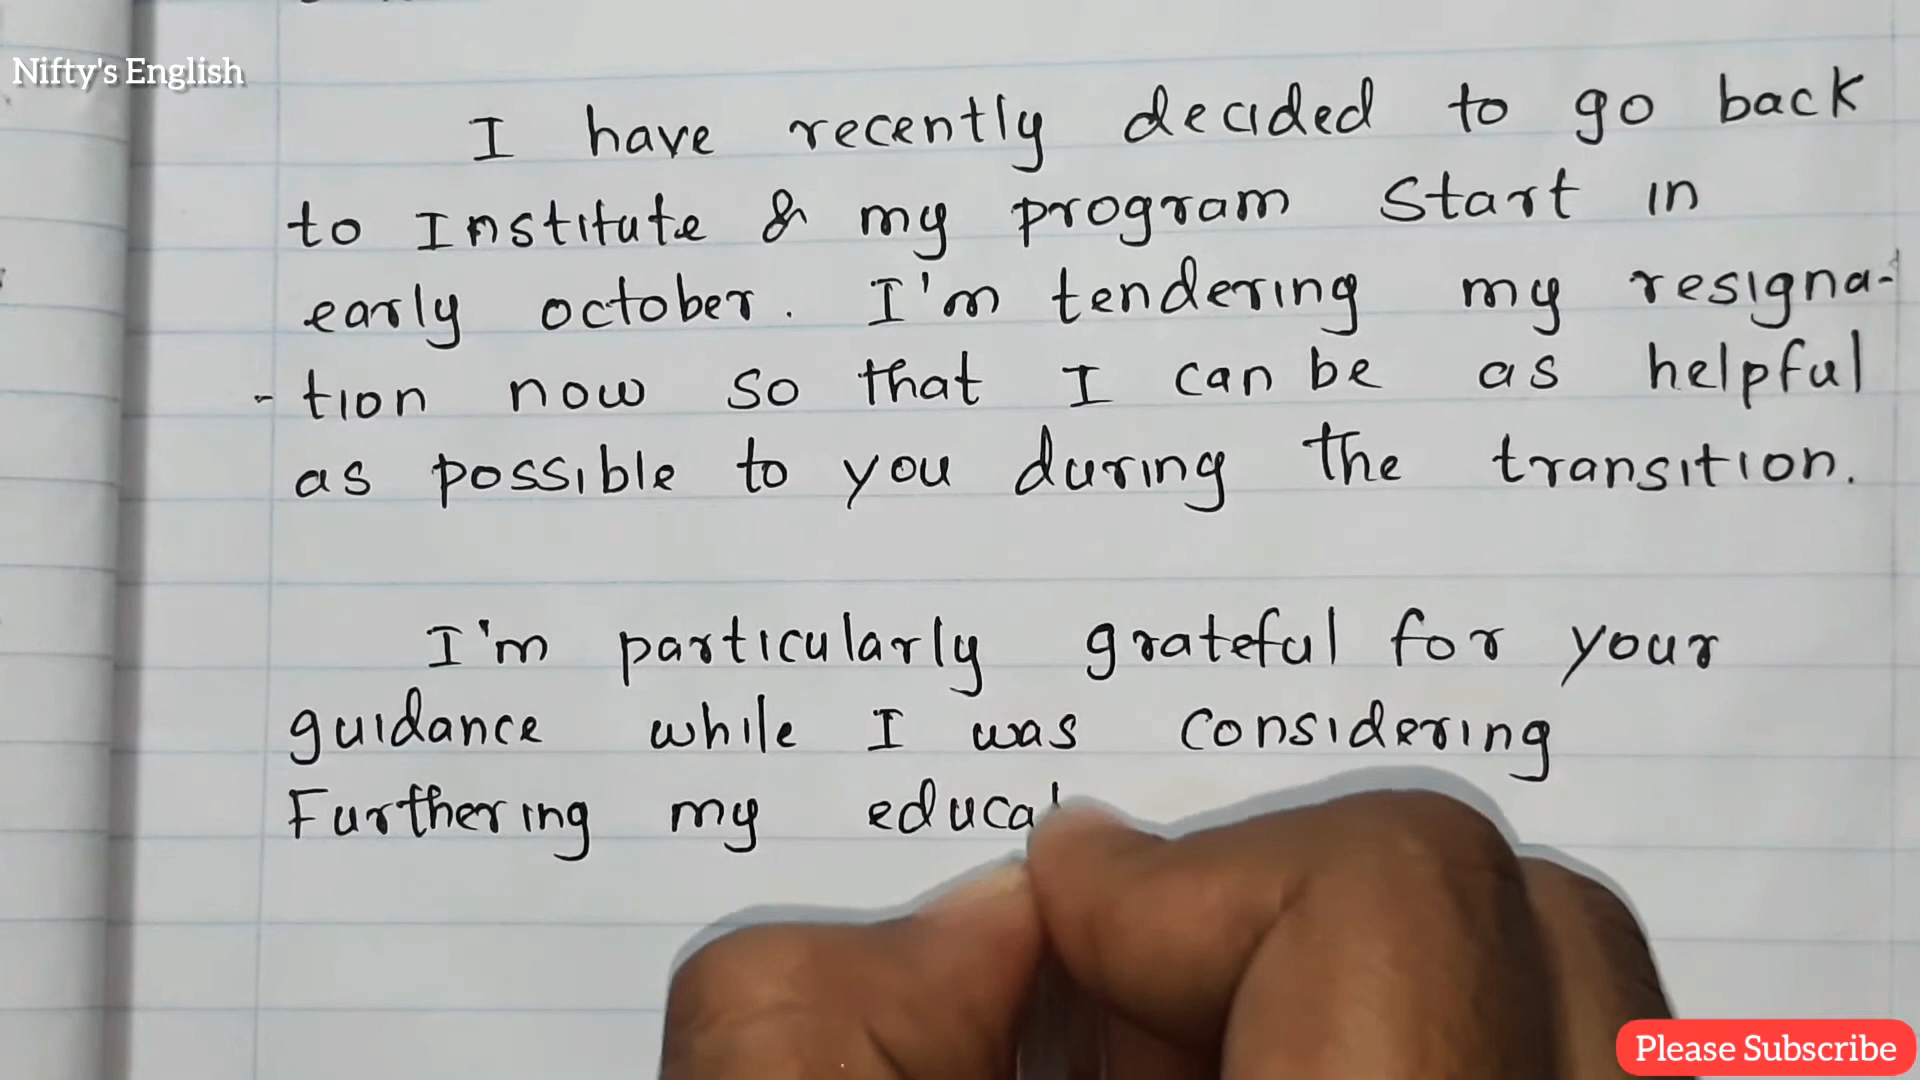 Nifty's English
I have recently decided to go back
to Institute & my program Start in
early october. I'm tendering my resigna-
-tion now so that I can be as helpful
as possible to you during the transition.
I'm particularly grateful for your
guidance while I was considering
Furthering my educa
Please Subscribe